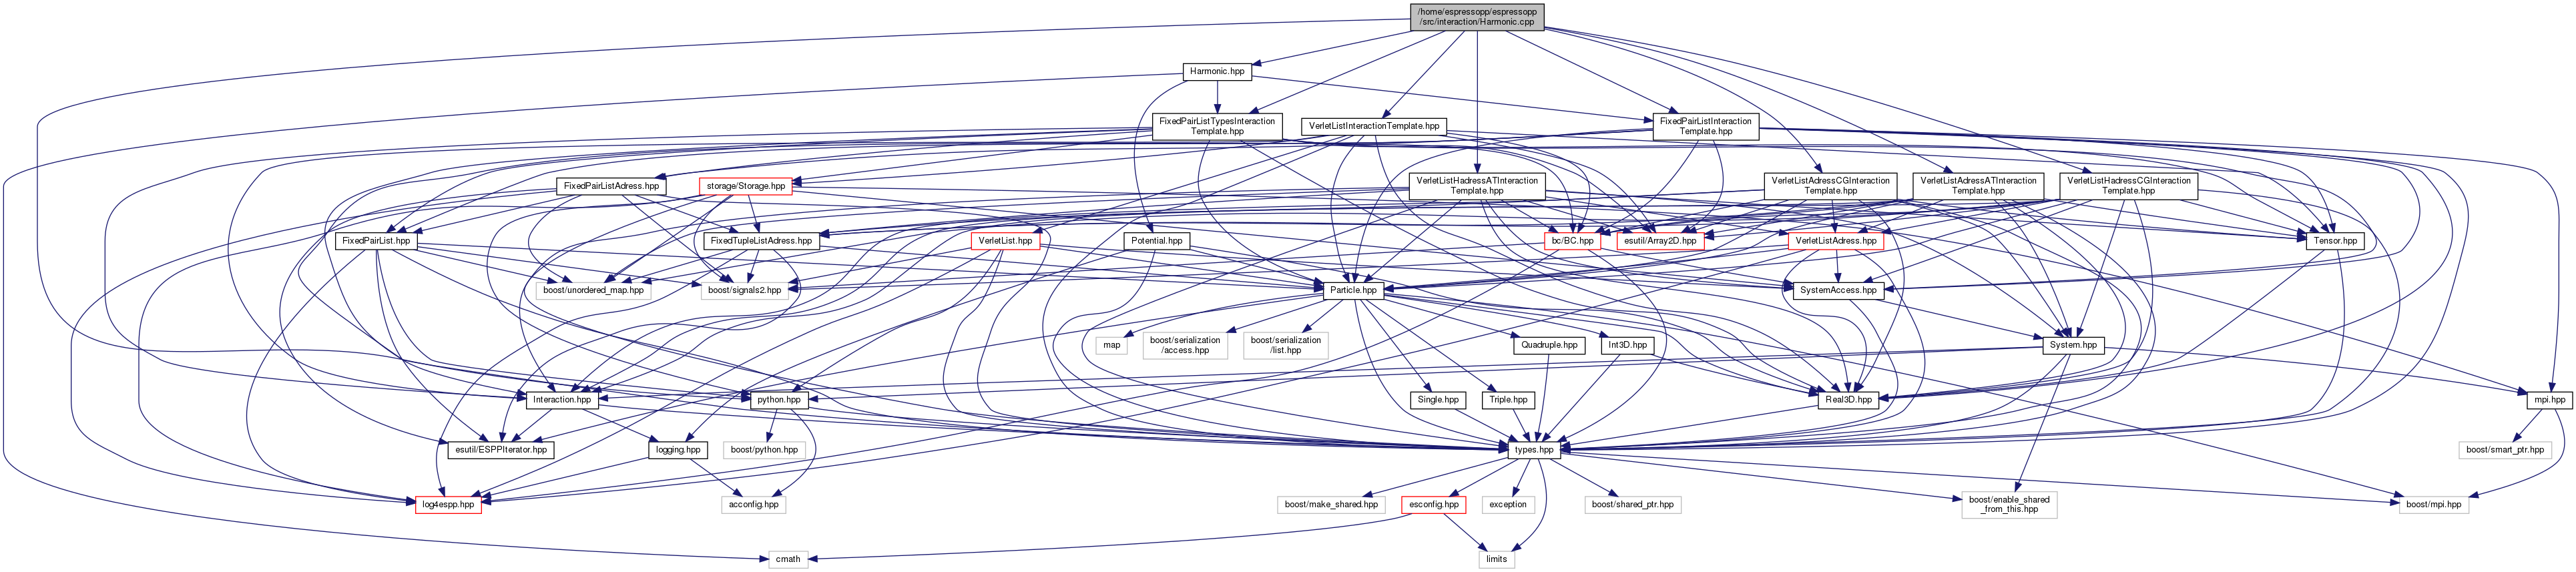 /home/espressopp/espressopp
/src/interaction/Harmonic.cpp
Harmonic.hpp
FixedPairListTypesInteraction
Template.hpp
VerletListInteractionTemplate.hpp
FixedPairListInteraction
Template.hpp
FixedPairListAdress.hpp
storage/Storage.hpp
VerletListHadressATInteraction
Template.hpp
VerletListAdressCGInteraction
Template.hpp
VerletListAdressATInteraction
Template.hpp
VerletListHadressCGInteraction
Template.hpp
FixedPairList.hpp
FixedTupleListAdress.hpp
VerletList.hpp
Potential.hpp
bc/BC.hpp
esutil/Array2D.hpp
VerletListAdress.hpp
Tensor.hpp
boost/unordered_map.hpp
boost/signals2.hpp
Particle.hpp
SystemAccess.hpp
map
boost/serialization
/access.hpp
boost/serialization
/list.hpp
Quadruple.hpp
Int3D.hpp
System.hpp
Interaction.hpp
python.hpp
Single.hpp
Triple.hpp
Real3D.hpp
mpi.hpp
esutil/ESPPIterator.hpp
logging.hpp
boost/python.hpp
types.hpp
boost/smart_ptr.hpp
log4espp.hpp
acconfig.hpp
boost/make_shared.hpp
esconfig.hpp
exception
boost/shared_ptr.hpp
boost/enable_shared
_from_this.hpp
boost/mpi.hpp
cmath
limits